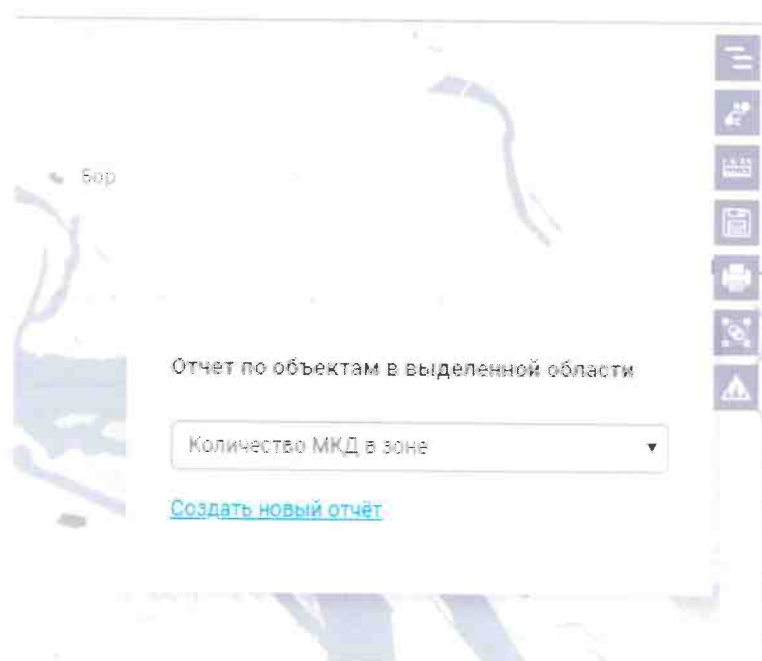 Бор
Отчет по объектам в выделенной области
Количество МКД в зоне
Создать новый отчёт